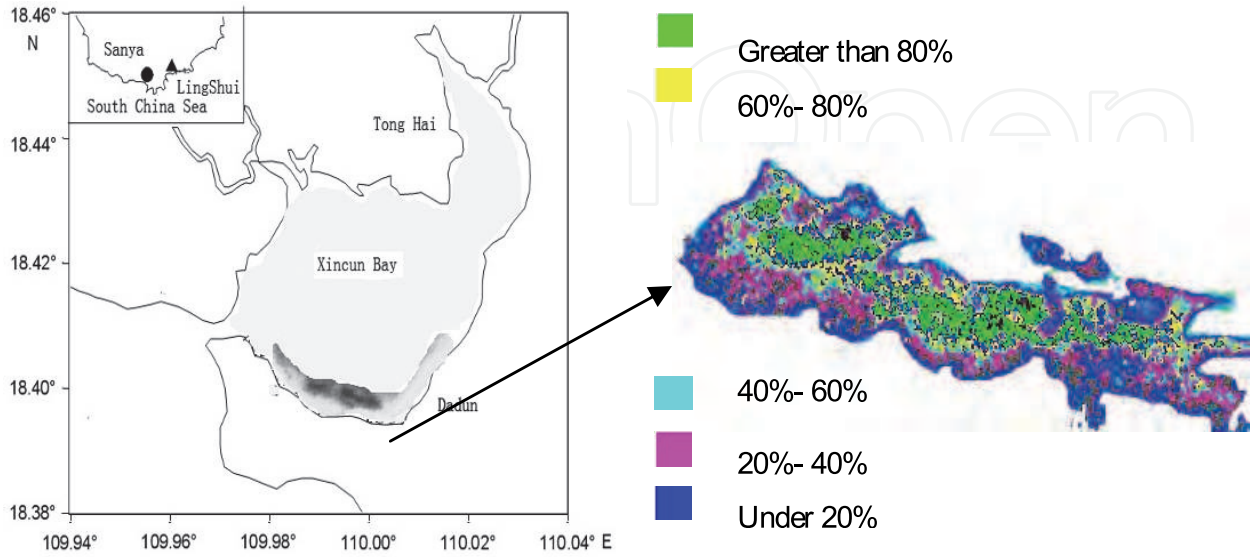 18.46°
N
Sanya
LingShui
South China Sea
Tong Hai
18.44°
18.42°
Xincun Bay
18.40°
Dadun
18.38°
109.94 109.96° 109.98° 110.00° 110.02° 110.04° E
Greater than 80%
60%- 80%
Open
40%- 60%
20%- 40%
Under 20%